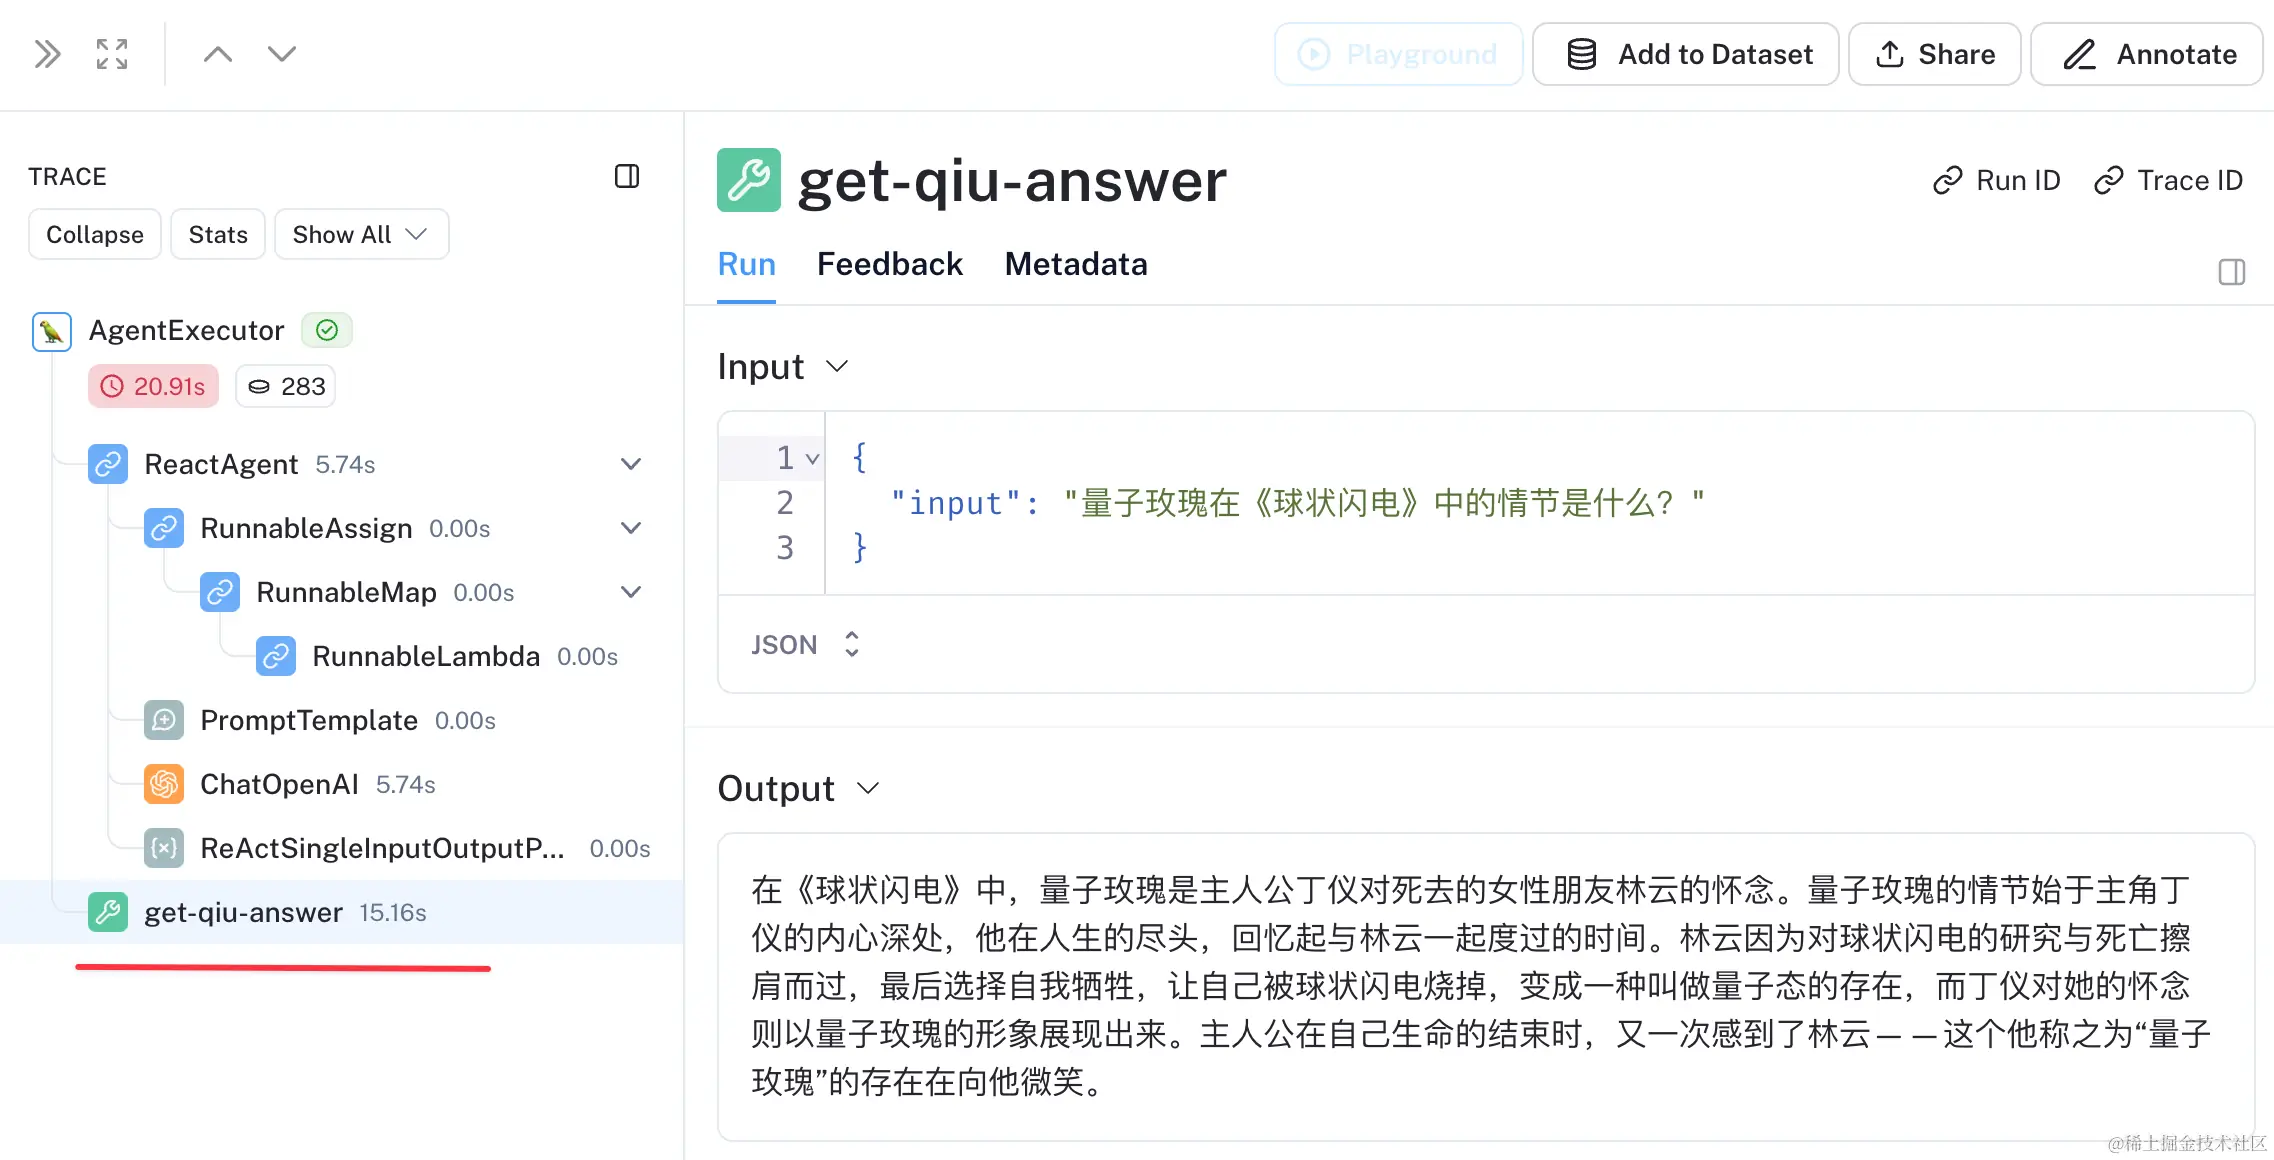 Playground
Add to Dataset
Share
Annotate
TRACE
Collapse
Stats
Show All
AgentExecutor
20.91s
283
ReactAgent 5.74s
RunnableAssign 0.00s
RunnableMap 0.00s
RunnableLambda 0.00s
PromptTemplate 0.00s
ChatOpenAI 5.74s
ReActSingleInputOutputP... 0.00s
get-qiu-answer 15.16s
get-qiu-answer
Run ID
Trace ID
Run
Feedback
Metadata
Input
1 {
2 "input": "量子玫瑰在《球状闪电》中的情节是什么？"
3 }
JSON
Output
在《球状闪电》中，量子玫瑰是主人公丁仪对死去的女性朋友林云的怀念。量子玫瑰的情节始于主角丁
仪的内心深处，他在人生的尽头，回忆起与林云一起度过的时间。林云因为对球状闪电的研究与死亡擦
肩而过，最后选择自我牺牲，让自己被球状闪电烧掉，变成一种叫做量子态的存在，而丁仪对她的怀念
则以量子玫瑰的形象展现出来。主人公在自己生命的结束时，又一次感到了林云——这个他称之为“量子
玫瑰”的存在在向他微笑。
@稀土掘金技术社区